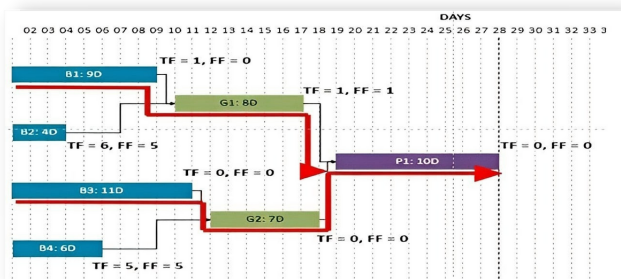 DAYS
02 03 04 05 06 07 08 09 10 11 12 13 14 15 16 17 18 19 20 21 22 23 24 25 26 27 28 29 30 31 32 33 3
TF = 1, FF = 0
B1: 9D
TF = 1, FF = 1
G1: 8D
B2: 4D
TF = 6, FF = 5
TF = 0, FF = 0
P1: 10D
TF = 0, FF = 0
B3: 11D
G2: 7D
TF = 0, FF = 0
B4: 6D
TF = 5, FF = 5